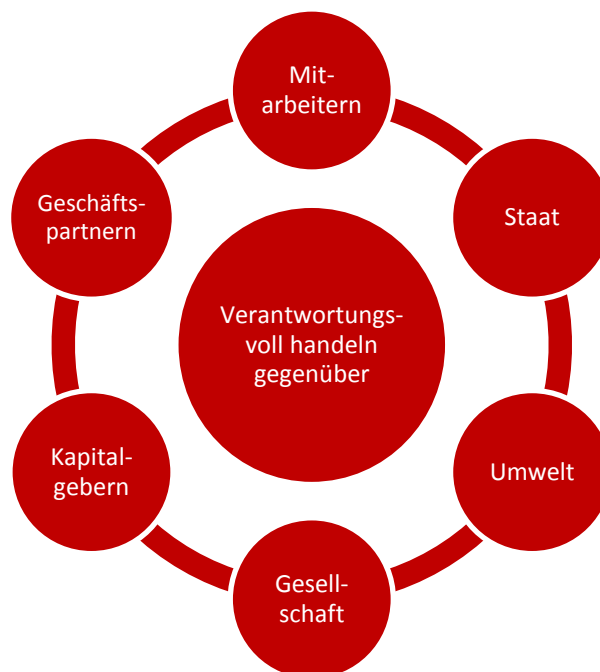 Mit-
arbeitern
Geschäfts-
partnern
Staat
Verantwortungs-
voll handeln
gegenüber
Kapital-
gebern
Umwelt
Gesell-
schaft